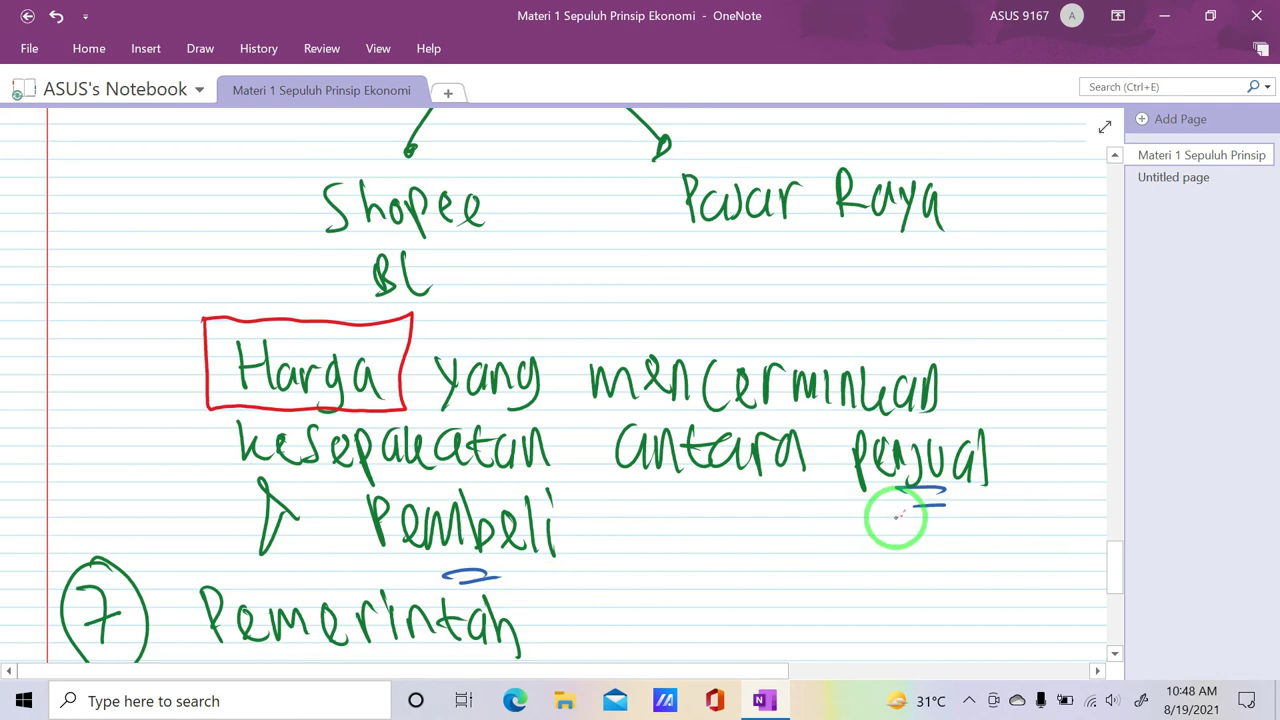 Materi 1 Sepuluh Prinsip Ekonomi - OneNote
ASUS 9167
A
File Home Insert Draw History Review View Help
ASUS's Notebook
Materi 1 Sepuluh Prinsip Ekonomi
Search (Ctrl+E)
Add Page
Materi 1 Sepuluh Prinsip
Untitled page
Shopee
Pasar Raya
BL
Harga yang mencerminkan
kesepakatan antara penjual
Pembeli
7 Pemerintah
Type here to search
31°C
10:48 AM
8/19/2021